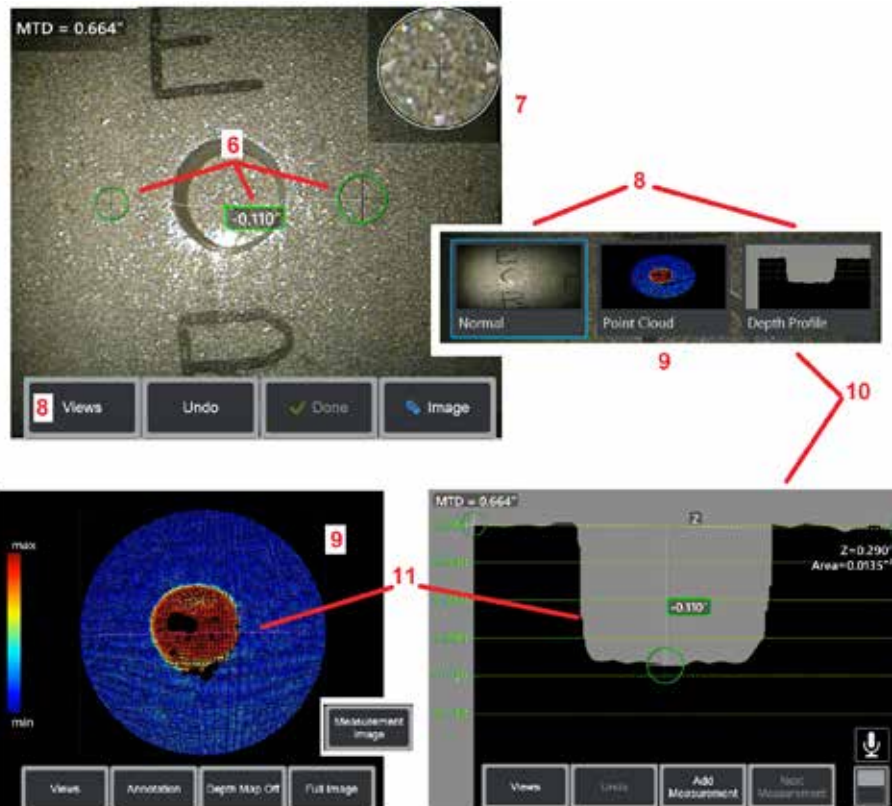 MTD = 0.664"
E
7
6
-0.110"
8
Normal
Point Cloud
Depth Profile
9
10
D
8
Views
Undo
Done
Image
max
min
9
11
Measurement
Image
Views
Annotation
Depth Map Off
Full Image
MTD = 0.664"
Z
Z=0.290"
Area=0.0135"²
-0.110"
Views
Undo
Add
Measurement
Next
Measurement